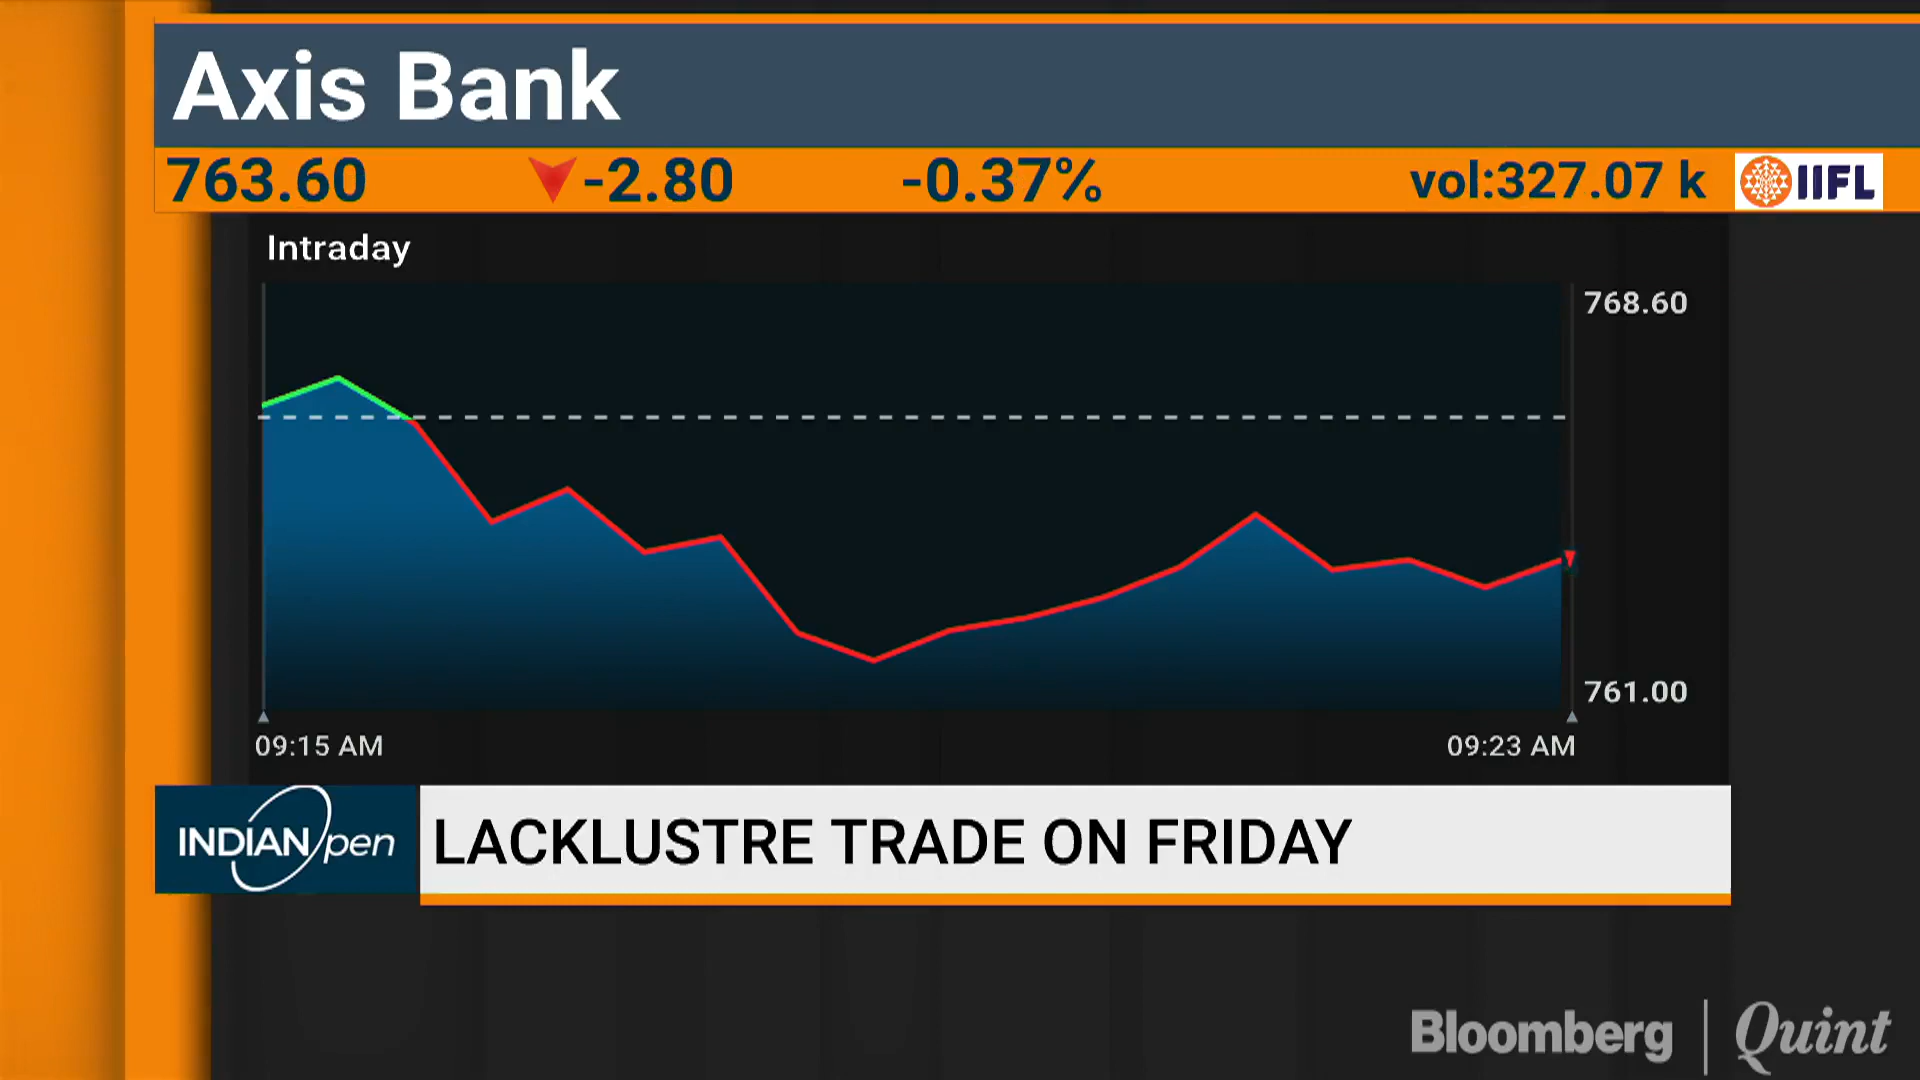 Axis Bank
763.60 -2.80 -0.37% vol:327.07 k IIFL
Intraday
768.60
761.00
09:15 AM 09:23 AM
INDIAN Open LACKLUSTRE TRADE ON FRIDAY
Bloomberg | Quint